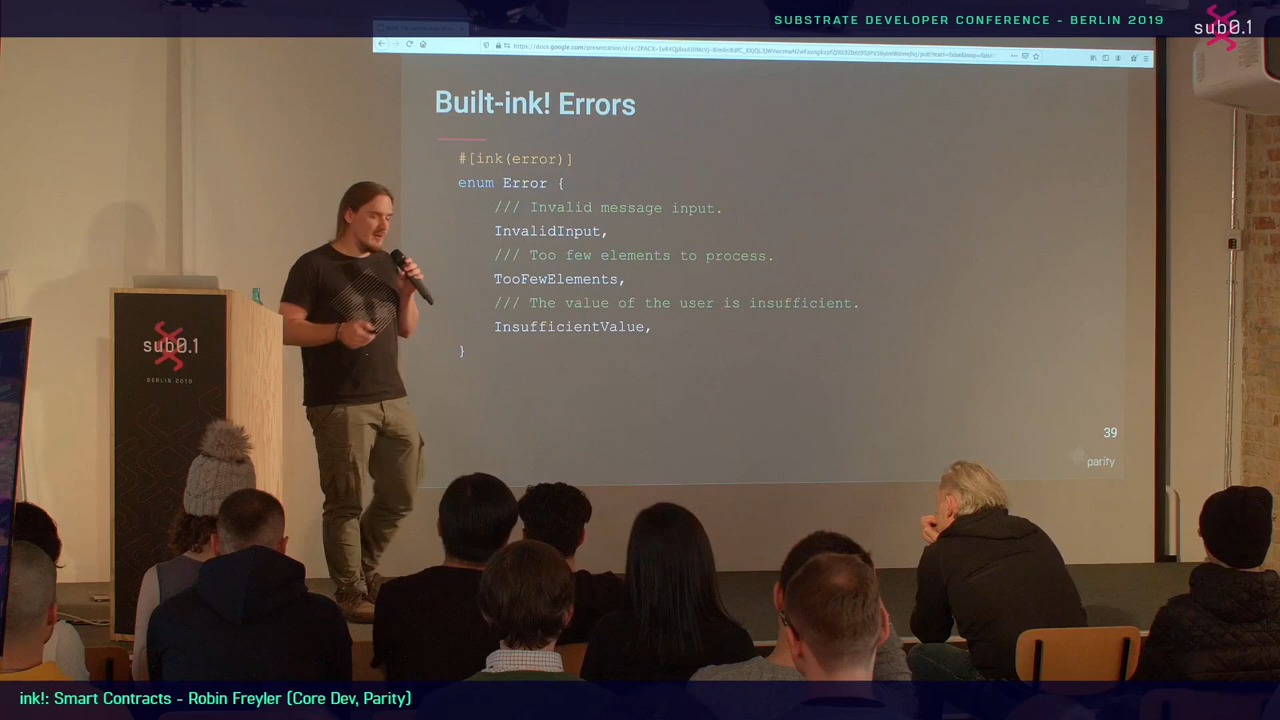 SUBSTRATE DEVELOPER CONFERENCE - BERLIN 2019
sub0.1
Built-ink! Errors
#[ink(error)]
enum Error {
/// Invalid message input.
InvalidInput,
/// Too few elements to process.
TooFewElements,
/// The value of the user is insufficient.
InsufficientValue,
}
39
parity
sub0.1
BERLIN 2019
ink!: Smart Contracts - Robin Freyler (Core Dev, Parity)